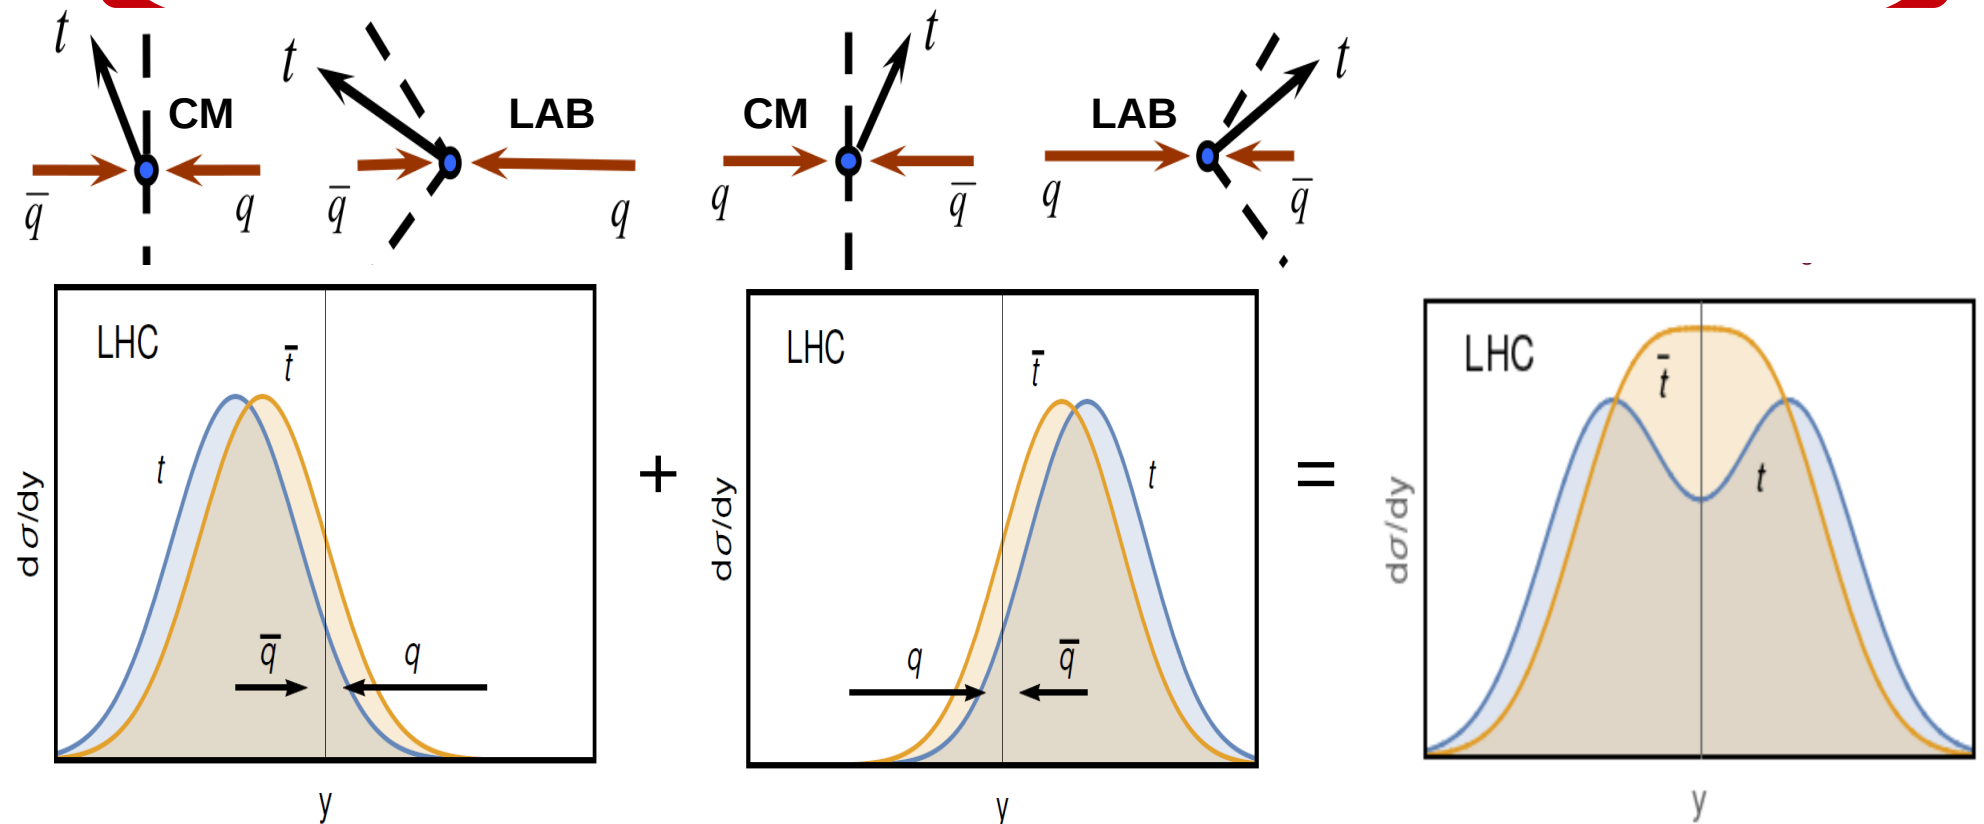 t
CM
q̅
q
t
LAB
q̅
q
CM
t
q
q̅
LAB
t
q
q̅
LHC
t̅
t
q̅
q
dσ/dy
y
+
LHC
t̅
t
q
q̅
dσ/dy
y
=
LHC
t̅
t
dσ/dy
y